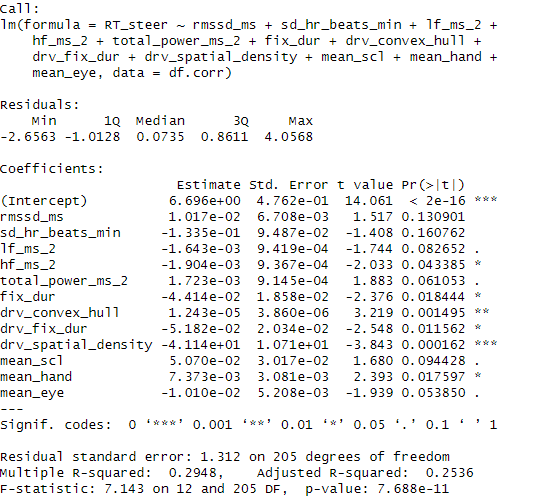 Call:
lm(formula = RT_steer ~ rmssd_ms + sd_hr_beats_min + lf_ms_2 +
    hf_ms_2 + total_power_ms_2 + fix_dur + drv_convex_hull +
    drv_fix_dur + drv_spatial_density + mean_scl + mean_hand +
    mean_eye, data = df.corr)
Residuals:
    Min      1Q  Median      3Q     Max
-2.6563 -1.0128  0.0735  0.8611  4.0568
Coefficients:
                      Estimate Std. Error t value Pr(>|t|)
(Intercept)          6.696e+00  4.762e-01  14.061  < 2e-16 ***
rmssd_ms             1.017e-02  6.708e-03   1.517 0.130901
sd_hr_beats_min     -1.335e-01  9.487e-02  -1.408 0.160762
lf_ms_2             -1.643e-03  9.419e-04  -1.744 0.082652 .
hf_ms_2             -1.904e-03  9.367e-04  -2.033 0.043385 *
total_power_ms_2     1.723e-03  9.145e-04   1.883 0.061053 .
fix_dur             -4.414e-02  1.858e-02  -2.376 0.018444 *
drv_convex_hull      1.243e-05  3.860e-06   3.219 0.001495 **
drv_fix_dur         -5.182e-02  2.034e-02  -2.548 0.011562 *
drv_spatial_density -4.114e+01  1.071e+01  -3.843 0.000162 ***
mean_scl             5.070e-02  3.017e-02   1.680 0.094428 .
mean_hand            7.373e-03  3.081e-03   2.393 0.017597 *
mean_eye            -1.010e-02  5.208e-03  -1.939 0.053850 .
---
Signif. codes:  0 ‘***’ 0.001 ‘**’ 0.01 ‘*’ 0.05 ‘.’ 0.1 ‘ ’ 1
Residual standard error: 1.312 on 205 degrees of freedom
Multiple R-squared:  0.2948,    Adjusted R-squared:  0.2536
F-statistic: 7.143 on 12 and 205 DF,  p-value: 7.688e-11